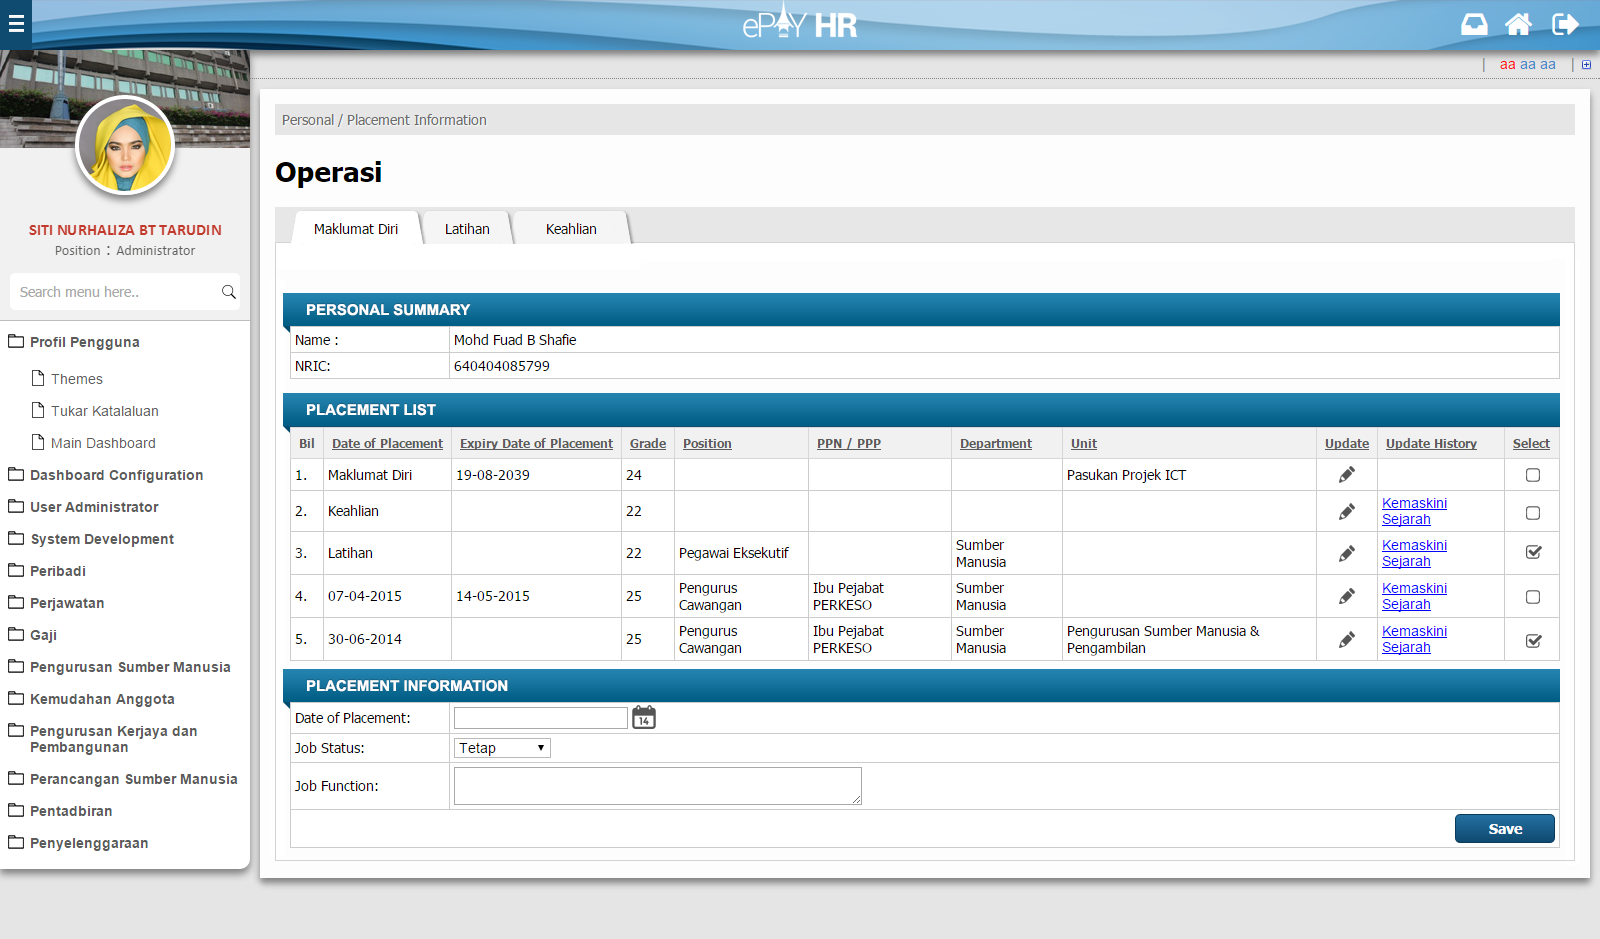 ePAY HR
aa aa aa
SITI NURHALIZA BT TARUDIN
Position : Administrator
Search menu here..
Profil Pengguna
Themes
Tukar Katalaluan
Main Dashboard
Dashboard Configuration
User Administrator
System Development
Peribadi
Perjawatan
Gaji
Pengurusan Sumber Manusia
Kemudahan Anggota
Pengurusan Kerjaya dan
Pembangunan
Perancangan Sumber Manusia
Pentadbiran
Penyelenggaraan
Personal / Placement Information
Operasi
Maklumat Diri Latihan Keahlian
PERSONAL SUMMARY
Name : Mohd Fuad B Shafie
NRIC: 640404085799
PLACEMENT LIST
Bil Date of Placement Expiry Date of Placement Grade Position PPN / PPP Department Unit Update Update History Select
1. Maklumat Diri 19-08-2039 24 Pasukan Projek ICT
2. Keahlian 22 Kemaskini
Sejarah
3. Latihan 22 Pegawai Eksekutif Sumber
Manusia Kemaskini
Sejarah
4. 07-04-2015 14-05-2015 25 Pengurus
Cawangan Ibu Pejabat
PERKESO Sumber
Manusia Kemaskini
Sejarah
5. 30-06-2014 25 Pengurus
Cawangan Ibu Pejabat
PERKESO Sumber
Manusia Pengurusan Sumber Manusia &
Pengambilan Kemaskini
Sejarah
PLACEMENT INFORMATION
Date of Placement: 14
Job Status: Tetap
Job Function:
Save